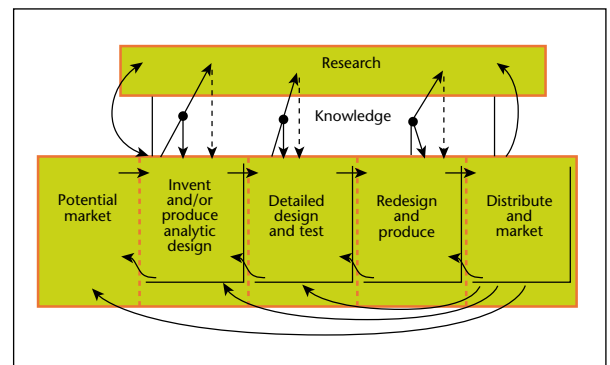 Research
Knowledge
Potential
market
Invent
and/or
produce
analytic
design
Detailed
design
and test
Redesign
and
produce
Distribute
and
market